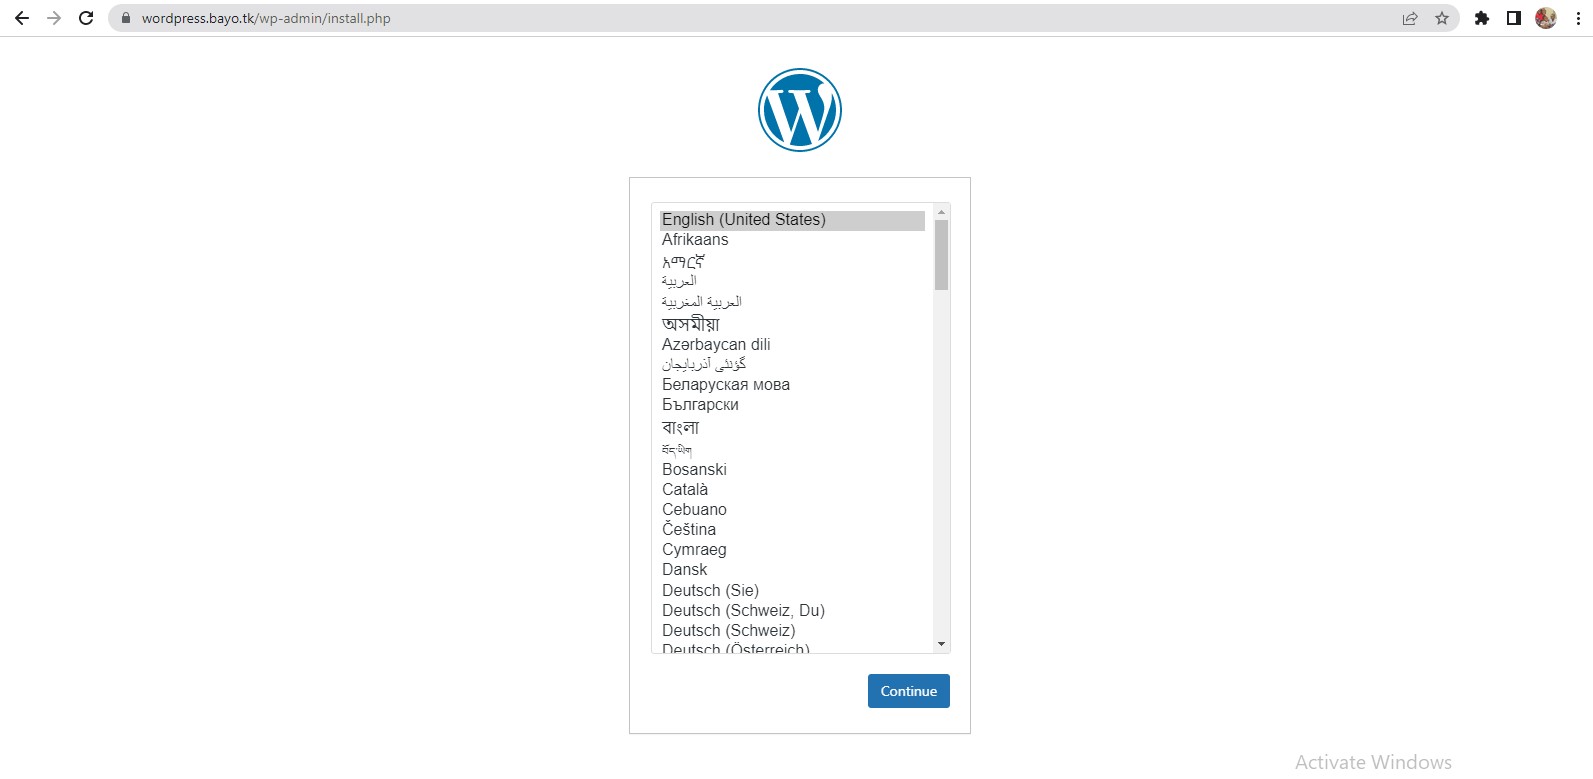 wordpress.bayo.tk/wp-admin/install.php
English (United States)
Afrikaans
አማርኛ
العربية
العربية المغربية
অসমীয়া
Azərbaycan dili
گؤنئی آذربایجان
Беларуская мова
Български
বাংলা
བོད་ཡིག
Bosanski
Català
Cebuano
Čeština
Cymraeg
Dansk
Deutsch (Sie)
Deutsch (Schweiz, Du)
Deutsch (Schweiz)
Deutsch (Österreich)
Continue
Activate Windows